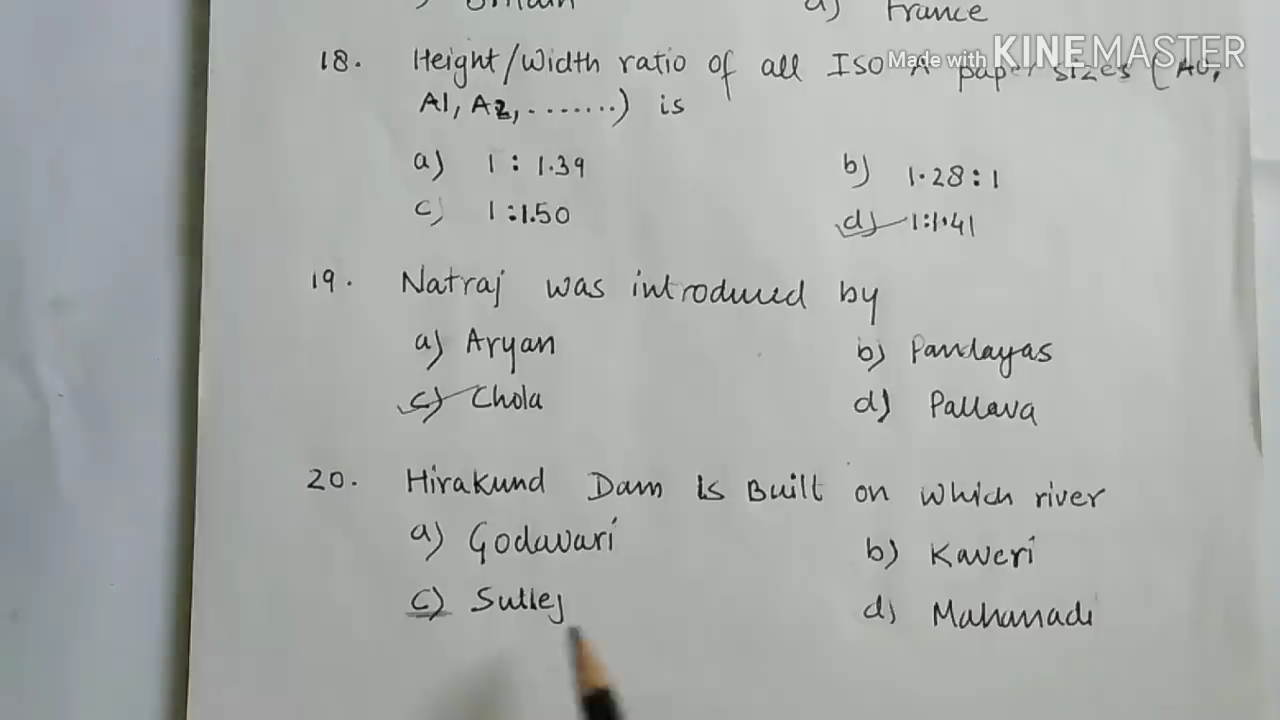 d) France
18. Height/Width ratio of all ISO A paper sizes (A0,
Made with KINEMASTER
A1, A2, ........) is
a) 1 : 1.39 b) 1.28 : 1
c) 1 : 1.50 d) 1:1.41
19. Natraj was introduced by
a) Aryan b) Pandayas
c) Chola d) Pallava
20. Hirakund Dam is Built on which river
a) Godavari b) Kaveri
c) Sutlej d) Mahanadi